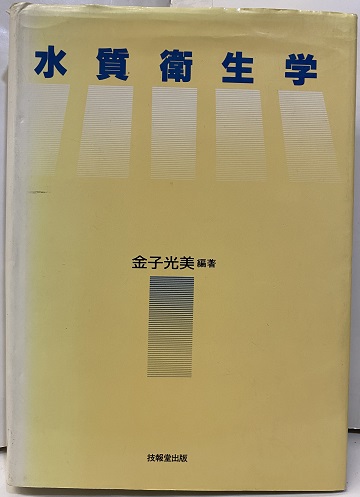 水質衛生学
金子光美 編著
技報堂出版